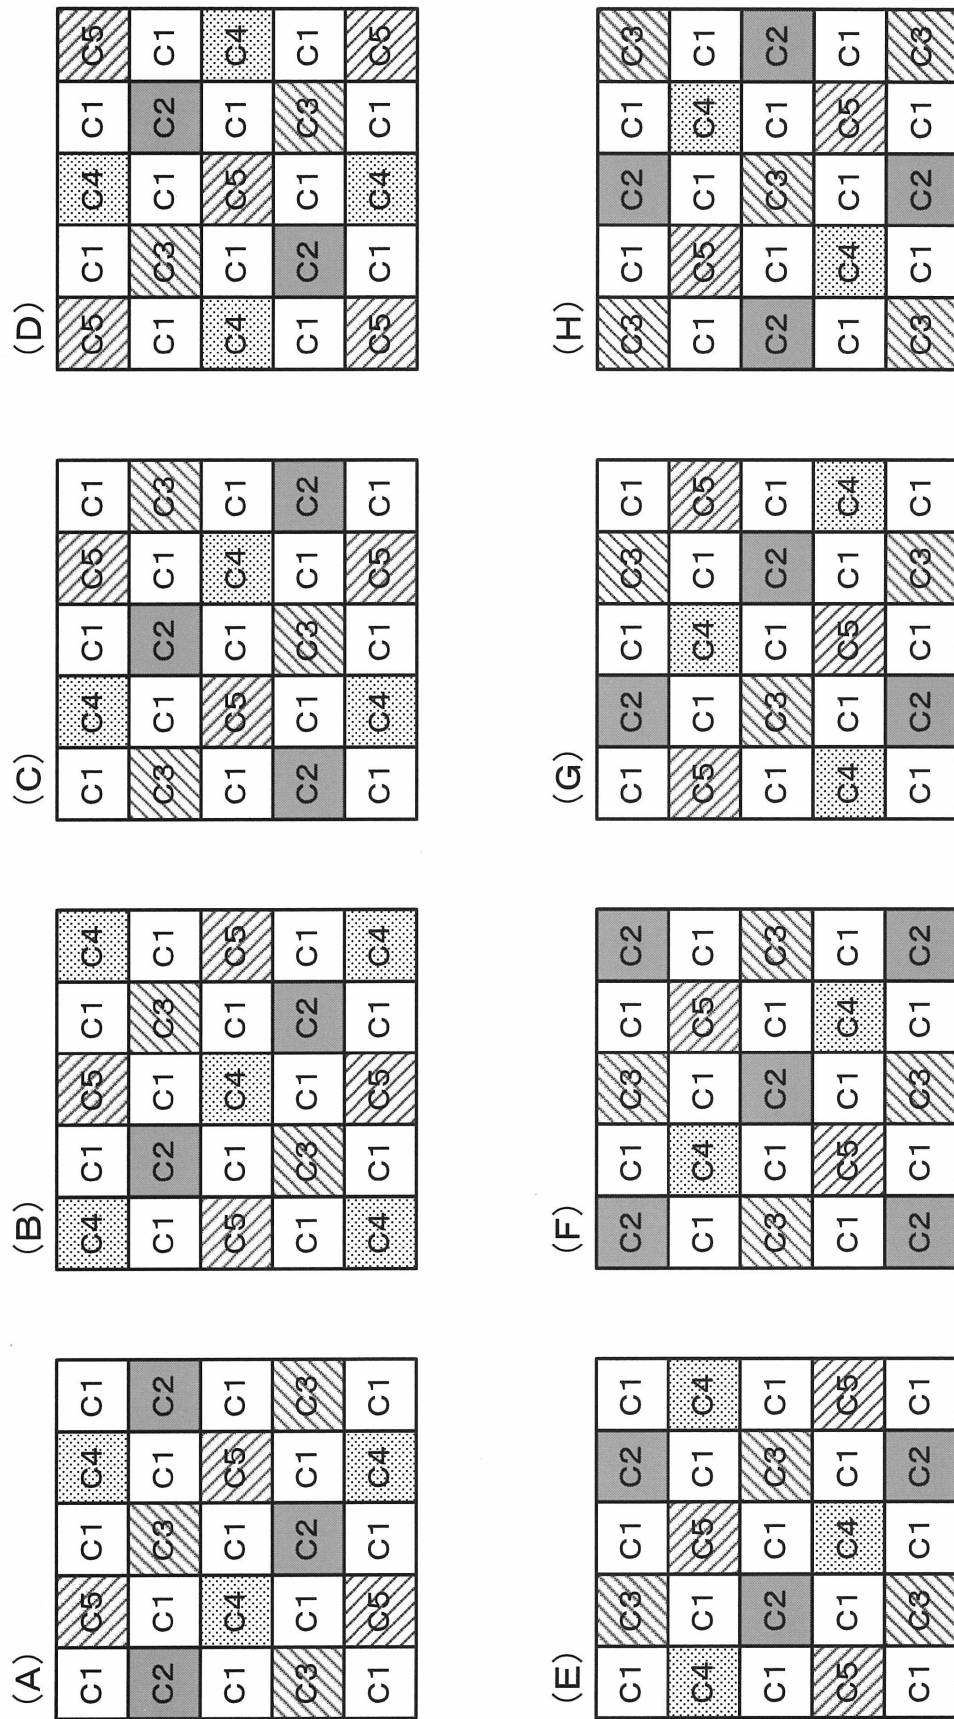 (A)
C1 C5 C1 C4 C1
C2 C1 C3 C1 C2
C1 C4 C1 C5 C1
C3 C1 C2 C1 C3
C1 C5 C1 C4 C1
(B)
C4 C1 C5 C1 C4
C1 C2 C1 C3 C1
C5 C1 C4 C1 C5
C1 C3 C1 C2 C1
C4 C1 C5 C1 C4
(C)
C1 C4 C1 C5 C1
C3 C1 C2 C1 C3
C1 C5 C1 C4 C1
C2 C1 C3 C1 C2
C1 C4 C1 C5 C1
(D)
C5 C1 C4 C1 C5
C1 C3 C1 C2 C1
C4 C1 C5 C1 C4
C1 C2 C1 C3 C1
C5 C1 C4 C1 C5
(E)
C1 C3 C1 C2 C1
C4 C1 C5 C1 C4
C1 C2 C1 C3 C1
C5 C1 C4 C1 C5
C1 C3 C1 C2 C1
(F)
C2 C1 C3 C1 C2
C1 C4 C1 C5 C1
C3 C1 C2 C1 C3
C1 C5 C1 C4 C1
C2 C1 C3 C1 C2
(G)
C1 C2 C1 C3 C1
C5 C1 C4 C1 C5
C1 C3 C1 C2 C1
C4 C1 C5 C1 C4
C1 C2 C1 C3 C1
(H)
C3 C1 C2 C1 C3
C1 C5 C1 C4 C1
C2 C1 C3 C1 C2
C1 C4 C1 C5 C1
C3 C1 C2 C1 C3